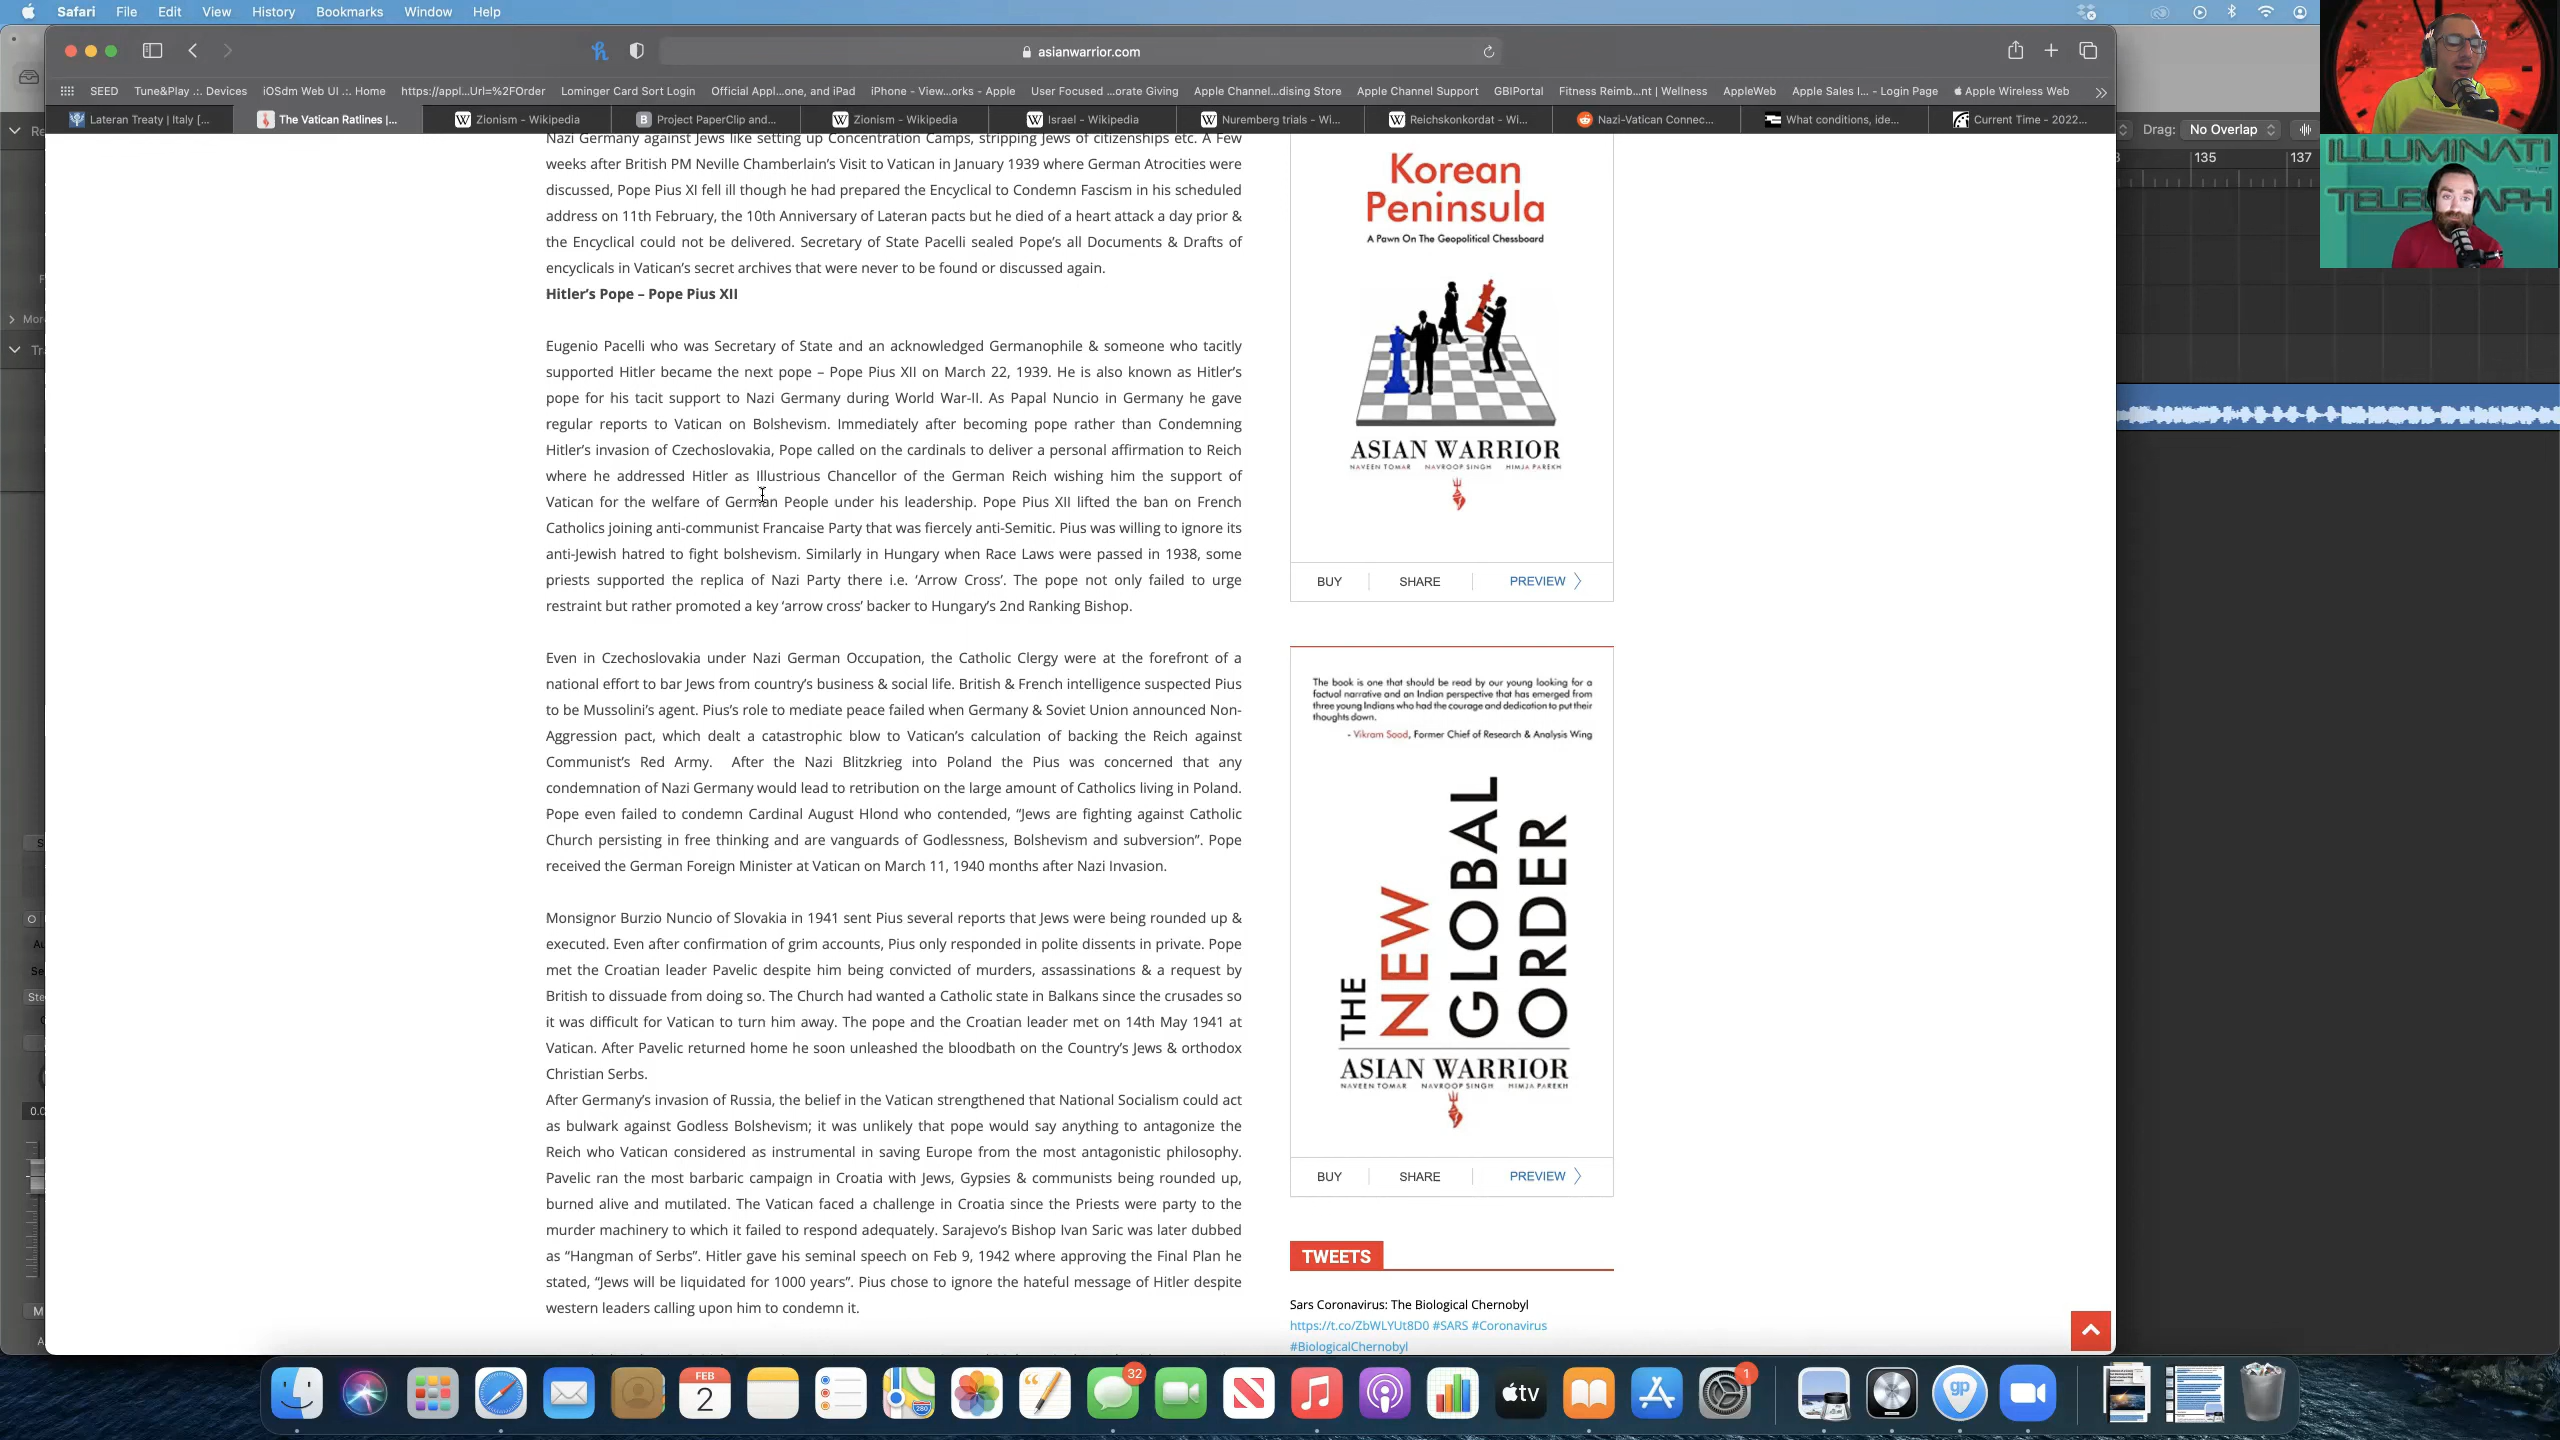 Safari File Edit View History Bookmarks Window Help
asianwarrior.com
SEED Tune&Play .:. Devices iOSdm Web UI .:. Home https://appl...Url=%2FOrder Lominger Card Sort Login Official Appl...one, and iPad iPhone - View...orks - Apple User Focused ...orate Giving Apple Channel...dising Store Apple Channel Support GBIPortal Fitness Reimb...nt | Wellness AppleWeb Apple Sales I... - Login Page Apple Wireless Web
Lateran Treaty | Italy [... The Vatican Ratlines |... Zionism - Wikipedia Project PaperClip and... Zionism - Wikipedia Israel - Wikipedia Nuremberg trials - Wi... Reichskonkordat - Wi... Nazi-Vatican Connec... What conditions, ide... Current Time - 2022...
Drag: No Overlap
135 137
ILLUMINATI
THE
Nazi Germany against Jews like setting up Concentration Camps, stripping Jews of citizenships etc. A Few
weeks after British PM Neville Chamberlain's Visit to Vatican in January 1939 where German Atrocities were
discussed, Pope Pius XI fell ill though he had prepared the Encyclical to Condemn Fascism in his scheduled
address on 11th February, the 10th Anniversary of Lateran pacts but he died of a heart attack a day prior &
the Encyclical could not be delivered. Secretary of State Pacelli sealed Pope's all Documents & Drafts of
encyclicals in Vatican's secret archives that were never to be found or discussed again.
Hitler's Pope – Pope Pius XII
Eugenio Pacelli who was Secretary of State and an acknowledged Germanophile & someone who tacitly
supported Hitler became the next pope – Pope Pius XII on March 22, 1939. He is also known as Hitler's
pope for his tacit support to Nazi Germany during World War-II. As Papal Nuncio in Germany he gave
regular reports to Vatican on Bolshevism. Immediately after becoming pope rather than Condemning
Hitler's invasion of Czechoslovakia, Pope called on the cardinals to deliver a personal affirmation to Reich
where he addressed Hitler as Illustrious Chancellor of the German Reich wishing him the support of
Vatican for the welfare of German People under his leadership. Pope Pius XII lifted the ban on French
Catholics joining anti-communist Francaise Party that was fiercely anti-Semitic. Pius was willing to ignore its
anti-Jewish hatred to fight bolshevism. Similarly in Hungary when Race Laws were passed in 1938, some
priests supported the replica of Nazi Party there i.e. 'Arrow Cross'. The pope not only failed to urge
restraint but rather promoted a key 'arrow cross' backer to Hungary's 2nd Ranking Bishop.
Even in Czechoslovakia under Nazi German Occupation, the Catholic Clergy were at the forefront of a
national effort to bar Jews from country's business & social life. British & French intelligence suspected Pius
to be Mussolini's agent. Pius's role to mediate peace failed when Germany & Soviet Union announced Non-
Aggression pact, which dealt a catastrophic blow to Vatican's calculation of backing the Reich against
Communist's Red Army. After the Nazi Blitzkrieg into Poland the Pius was concerned that any
condemnation of Nazi Germany would lead to retribution on the large amount of Catholics living in Poland.
Pope even failed to condemn Cardinal August Hlond who contended, "Jews are fighting against Catholic
Church persisting in free thinking and are vanguards of Godlessness, Bolshevism and subversion". Pope
received the German Foreign Minister at Vatican on March 11, 1940 months after Nazi Invasion.
Monsignor Burzio Nuncio of Slovakia in 1941 sent Pius several reports that Jews were being rounded up &
executed. Even after confirmation of grim accounts, Pius only responded in polite dissents in private. Pope
met the Croatian leader Pavelic despite him being convicted of murders, assassinations & a request by
British to dissuade from doing so. The Church had wanted a Catholic state in Balkans since the crusades so
it was difficult for Vatican to turn him away. The pope and the Croatian leader met on 14th May 1941 at
Vatican. After Pavelic returned home he soon unleashed the bloodbath on the Country's Jews & orthodox
Christian Serbs.
After Germany's invasion of Russia, the belief in the Vatican strengthened that National Socialism could act
as bulwark against Godless Bolshevism; it was unlikely that pope would say anything to antagonize the
Reich who Vatican considered as instrumental in saving Europe from the most antagonistic philosophy.
Pavelic ran the most barbaric campaign in Croatia with Jews, Gypsies & communists being rounded up,
burned alive and mutilated. The Vatican faced a challenge in Croatia since the Priests were party to the
murder machinery to which it failed to respond adequately. Sarajevo's Bishop Ivan Saric was later dubbed
as "Hangman of Serbs". Hitler gave his seminal speech on Feb 9, 1942 where approving the Final Plan he
stated, "Jews will be liquidated for 1000 years". Pius chose to ignore the hateful message of Hitler despite
western leaders calling upon him to condemn it.
Korean
Peninsula
A Pawn On The Geopolitical Chessboard
ASIAN WARRIOR
NAVEEN TOMAR NAVROOP SINGH HIMJA PAREKH
BUY SHARE PREVIEW
The book is one that should be read by our young looking for a
factual narrative and an Indian perspective that has emerged from
three young Indians who had the courage and dedication to put their
thoughts down.
- Vikram Sood, Former Chief of Research & Analysis Wing
THE
NEW
GLOBAL
ORDER
ASIAN WARRIOR
NAVEEN TOMAR NAVROOP SINGH HIMJA PAREKH
BUY SHARE PREVIEW
TWEETS
Sars Coronavirus: The Biological Chernobyl
https://t.co/ZbWLYUt8D0 #SARS #Coronavirus
#BiologicalChernobyl
FEB
2
32
280
tv
1
gp